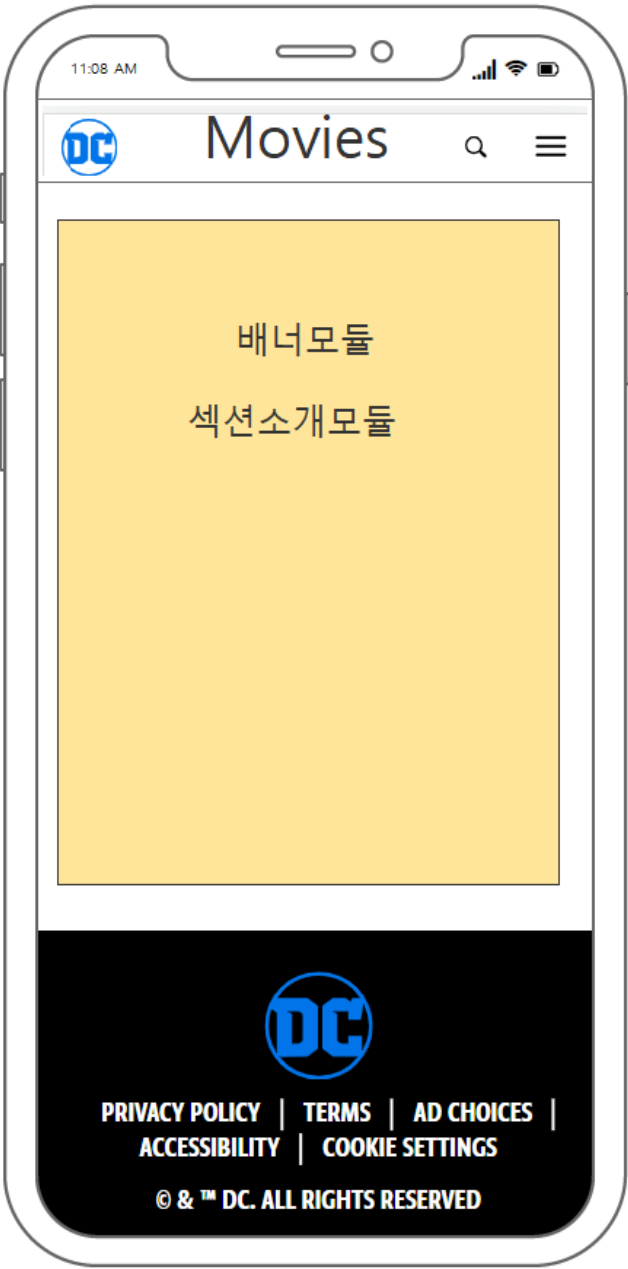 11:08 AM
DC Movies
배너모듈
섹션소개모듈
DC
PRIVACY POLICY | TERMS | AD CHOICES |
ACCESSIBILITY | COOKIE SETTINGS
© & ™ DC. ALL RIGHTS RESERVED